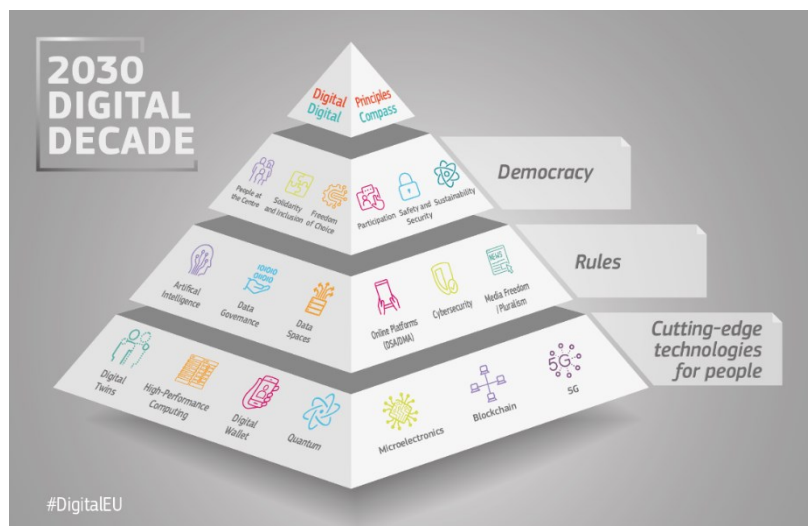 2030
DIGITAL
DECADE
Digital Principles
Digital Compass
People at
the Centre
Solidarity
and Inclusion
Freedom
of Choice
Participation
Safety and
Security
Sustainability
Democracy
Artifical
Intelligence
Data
Governance
Data
Spaces
Online Platforms
(DSA/DMA)
Cybersecurity
NEWS
Media Freedom
/Pluralism
Rules
Digital
Twins
High-Performance
Computing
Digital
Wallet
Quantum
Microelectronics
Blockchain
5G
5G
Cutting-edge
technologies
for people
#DigitalEU